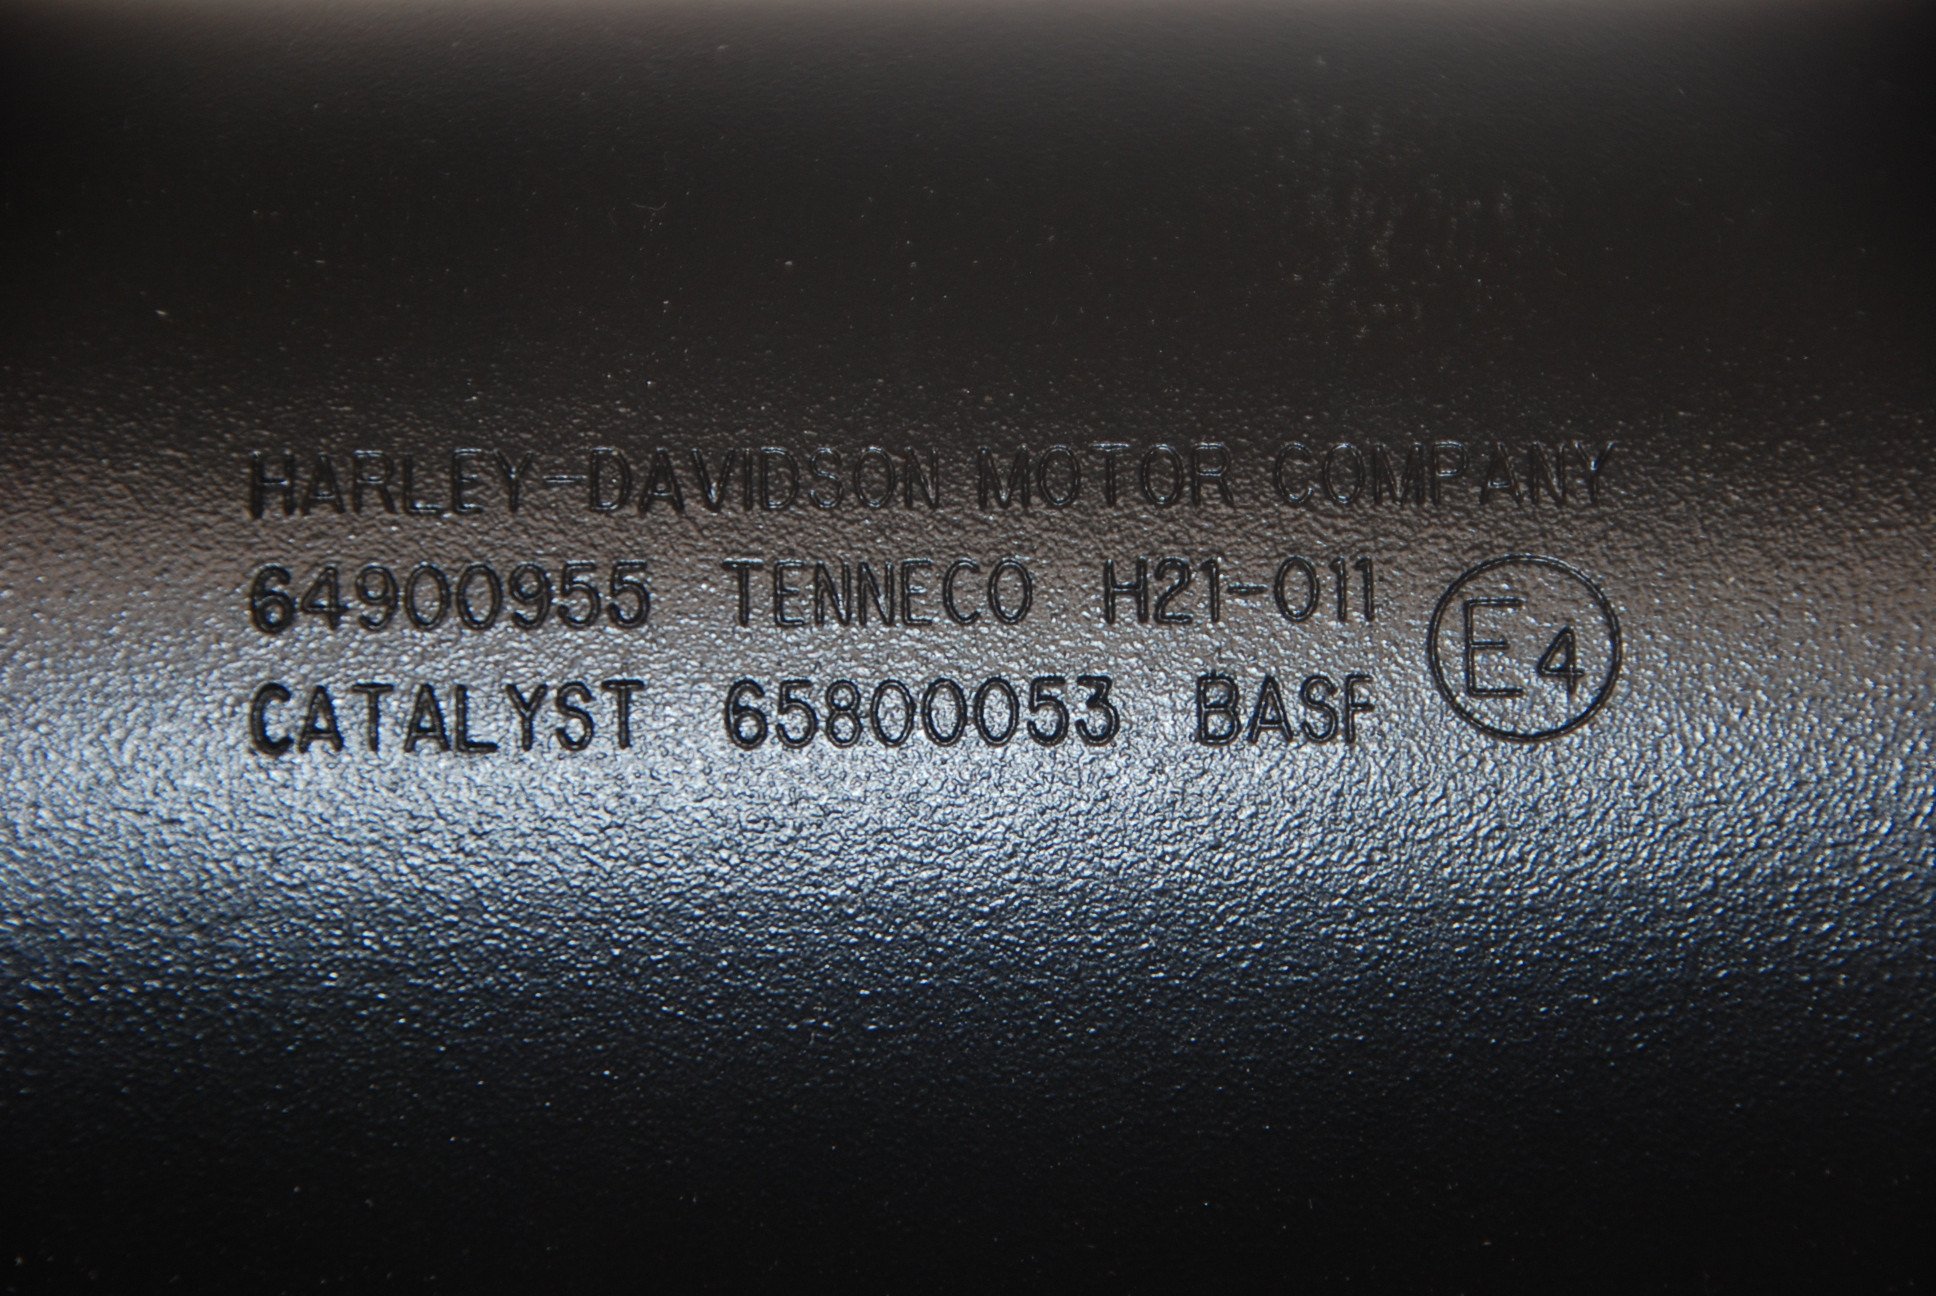 HARLEY-DAVIDSON MOTOR COMPANY
64900955 TENNECO H21-011 E4
CATALYST 65800053 BASF